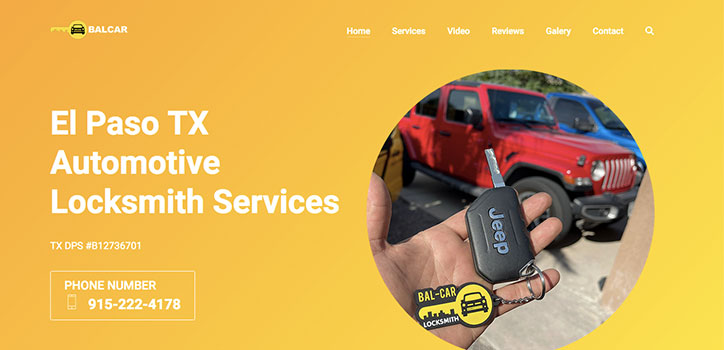 BALCAR
Home Services Video Reviews Galery Contact
El Paso TX
Automotive
Locksmith Services
TX DPS #B12736701
PHONE NUMBER
915-222-4178
Jeep
BAL-CAR
LOCKSMITH